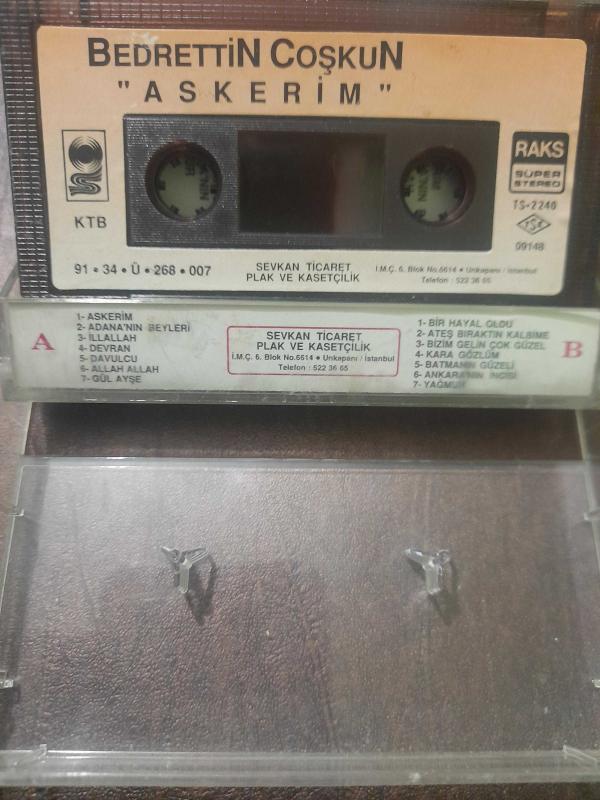 BEDRETTİN COŞKUN
"ASKERİM"
RAKS
SÜPER
STEREO
TS-2240
TSE
09148
KTB
91 • 34 • Ü • 268 • 007
SEVKAN TİCARET
PLAK VE KASETÇİLİK
İ.M.Ç. 6. Blok No.6614 • Unkapanı / İstanbul
Telefon : 522 36 65
A
1- ASKERİM
2- ADANA'NIN BEYLERİ
3- İLLALLAH
4- DEVRAN
5- DAVULCU
6- ALLAH ALLAH
7- GÜL AYŞE
SEVKAN TİCARET
PLAK VE KASETÇİLİK
İ.M.Ç. 6. Blok No.6614 • Unkapanı / İstanbul
Telefon : 522 36 65
1- BİR HAYAL OLDU
2- ATEŞ BIRAKTIN KALBİME
3- BİZİM GELİN ÇOK GÜZEL
4- KARA GÖZLÜM
5- BATMANIN GÜZELİ
6- ANKARA'NIN İNCİSİ
7- YAĞMUR
B